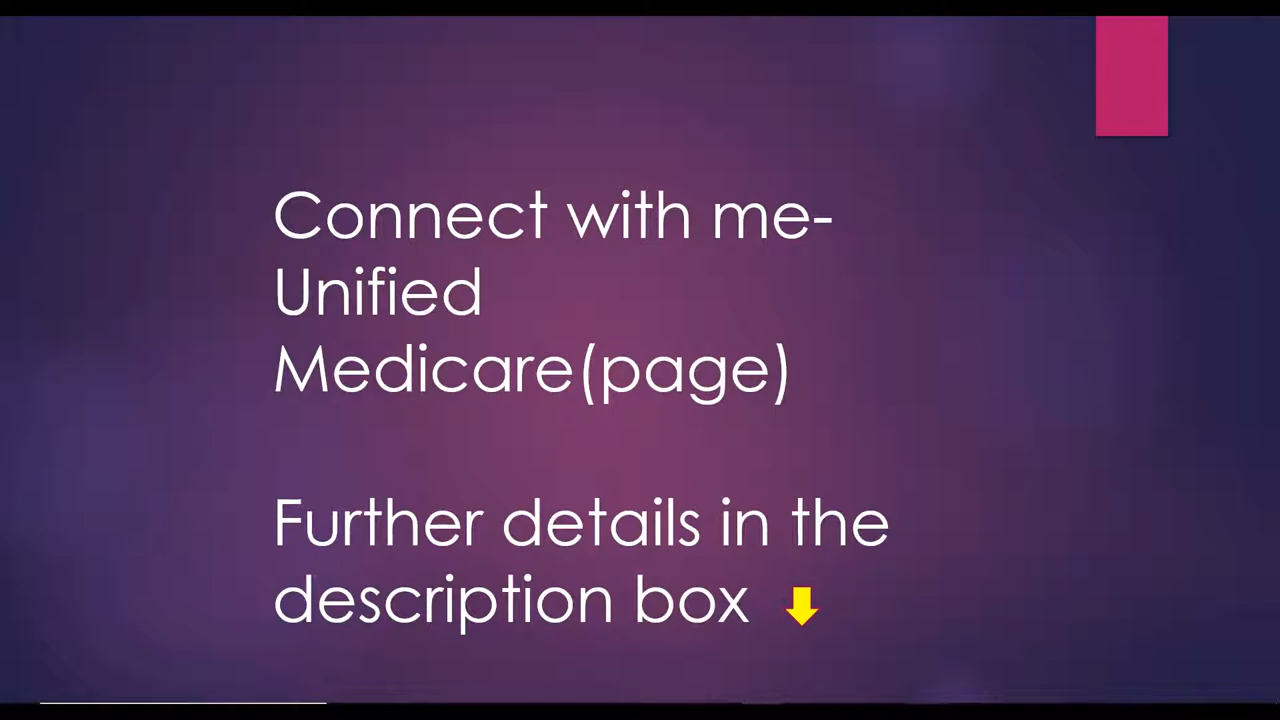 Connect with me-
Unified
Medicare(page)
Further details in the
description box